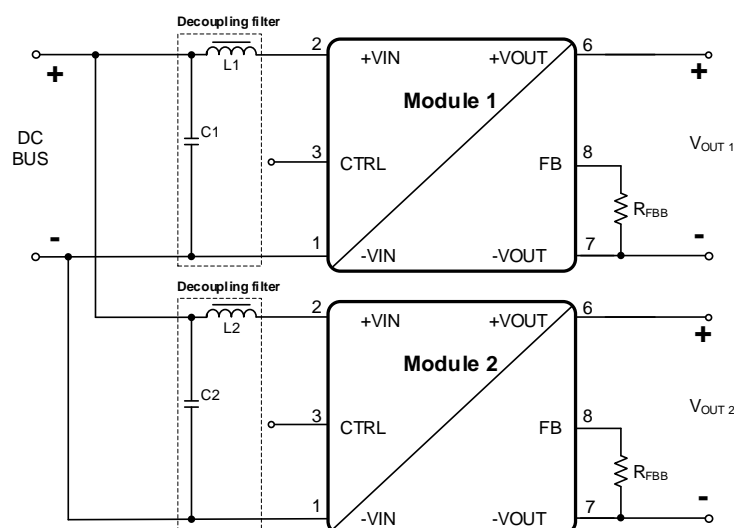 Decoupling filter
2
+VIN
+VOUT
6
+
L1
+
Module 1
DC
BUS
C1
3
CTRL
FB
8
VOUT 1
RFBB
-
1
-VIN
-VOUT
7
-
Decoupling filter
2
+VIN
+VOUT
6
L2
+
Module 2
C2
3
CTRL
FB
8
VOUT 2
RFBB
1
-VIN
-VOUT
7
-